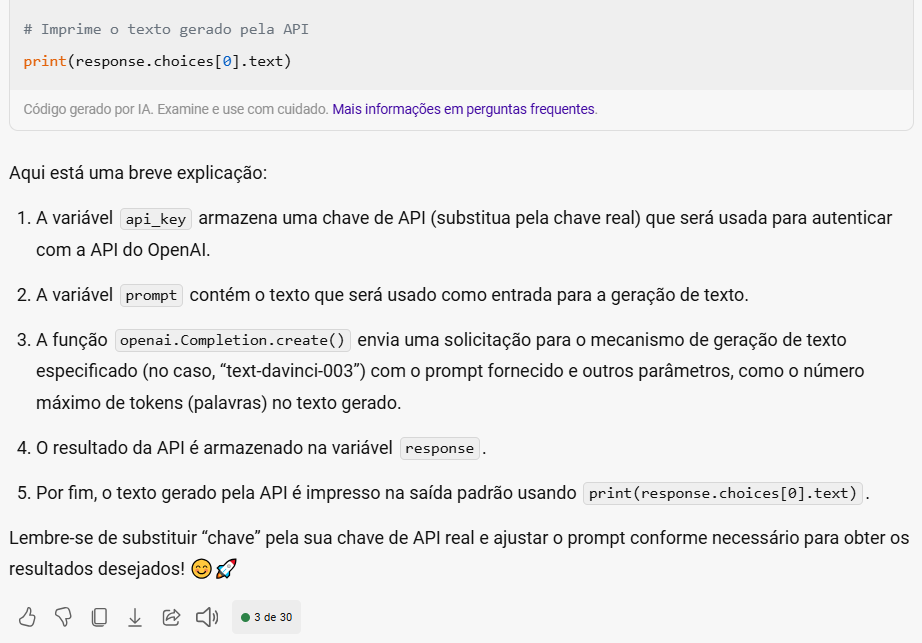 # Imprime o texto gerado pela API
print(response.choices[0].text)
Código gerado por IA. Examine e use com cuidado. Mais informações em perguntas frequentes.
Aqui está uma breve explicação:
1. A variável api_key armazena uma chave de API (substitua pela chave real) que será usada para autenticar
com a API do OpenAI.
2. A variável prompt contém o texto que será usado como entrada para a geração de texto.
3. A função openai.Completion.create() envia uma solicitação para o mecanismo de geração de texto
especificado (no caso, “text-davinci-003”) com o prompt fornecido e outros parâmetros, como o número
máximo de tokens (palavras) no texto gerado.
4. O resultado da API é armazenado na variável response.
5. Por fim, o texto gerado pela API é impresso na saída padrão usando print(response.choices[0].text).
Lembre-se de substituir “chave” pela sua chave de API real e ajustar o prompt conforme necessário para obter os
resultados desejados! 😊🚀
3 de 30